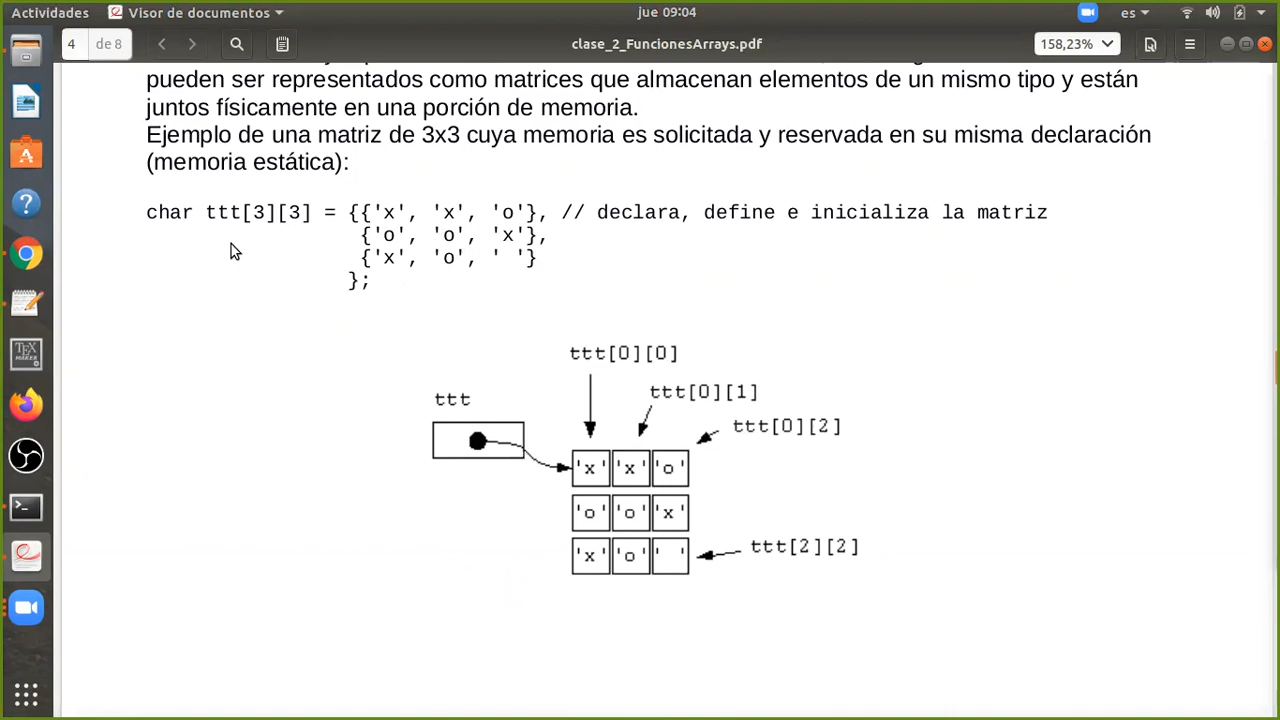 Actividades Visor de documentos jue 09:04 es
4 de 8 clase_2_FuncionesArrays.pdf 158,23%
pueden ser representados como matrices que almacenan elementos de un mismo tipo y están
juntos físicamente en una porción de memoria.
Ejemplo de una matriz de 3x3 cuya memoria es solicitada y reservada en su misma declaración
(memoria estática):
char ttt[3][3] = {{'x', 'x', 'o'}, // declara, define e inicializa la matriz
{'o', 'o', 'x'},
{'x', 'o', ' '}
};
ttt[0][0]
ttt ttt[0][1]
ttt[0][2]
'x' 'x' 'o'
'o' 'o' 'x'
'x' 'o' ' ' ttt[2][2]
TEX
MAKER